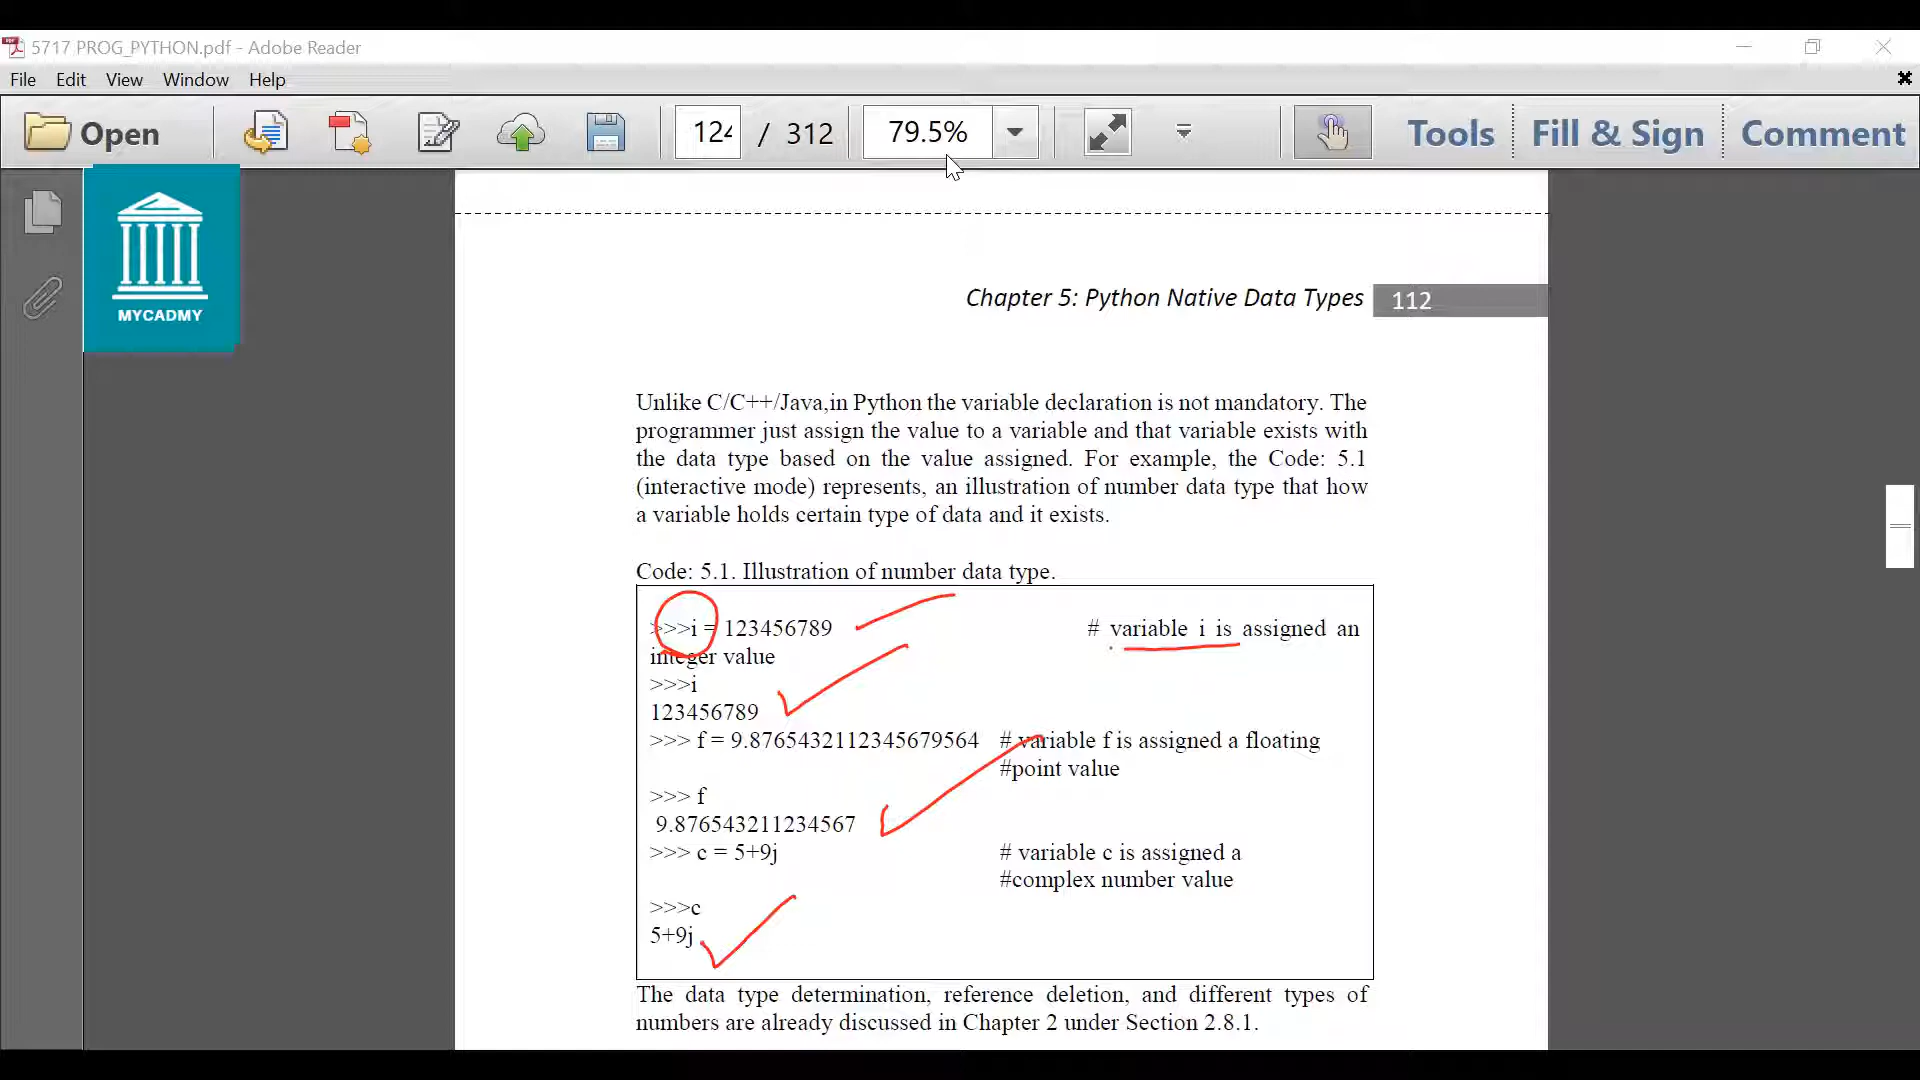 5717 PROG_PYTHON.pdf - Adobe Reader
File Edit View Window Help
Open 124 / 312 79.5% Tools Fill & Sign Comment
MYCADMY
Chapter 5: Python Native Data Types 112
Unlike C/C++/Java,in Python the variable declaration is not mandatory. The
programmer just assign the value to a variable and that variable exists with
the data type based on the value assigned. For example, the Code: 5.1
(interactive mode) represents, an illustration of number data type that how
a variable holds certain type of data and it exists.
Code: 5.1. Illustration of number data type.
>>>i = 123456789 # variable i is assigned an
integer value
>>>i
123456789
>>> f = 9.8765432112345679564 # variable f is assigned a floating
#point value
>>> f
9.876543211234567
>>> c = 5+9j # variable c is assigned a
#complex number value
>>>c
5+9j
The data type determination, reference deletion, and different types of
numbers are already discussed in Chapter 2 under Section 2.8.1.